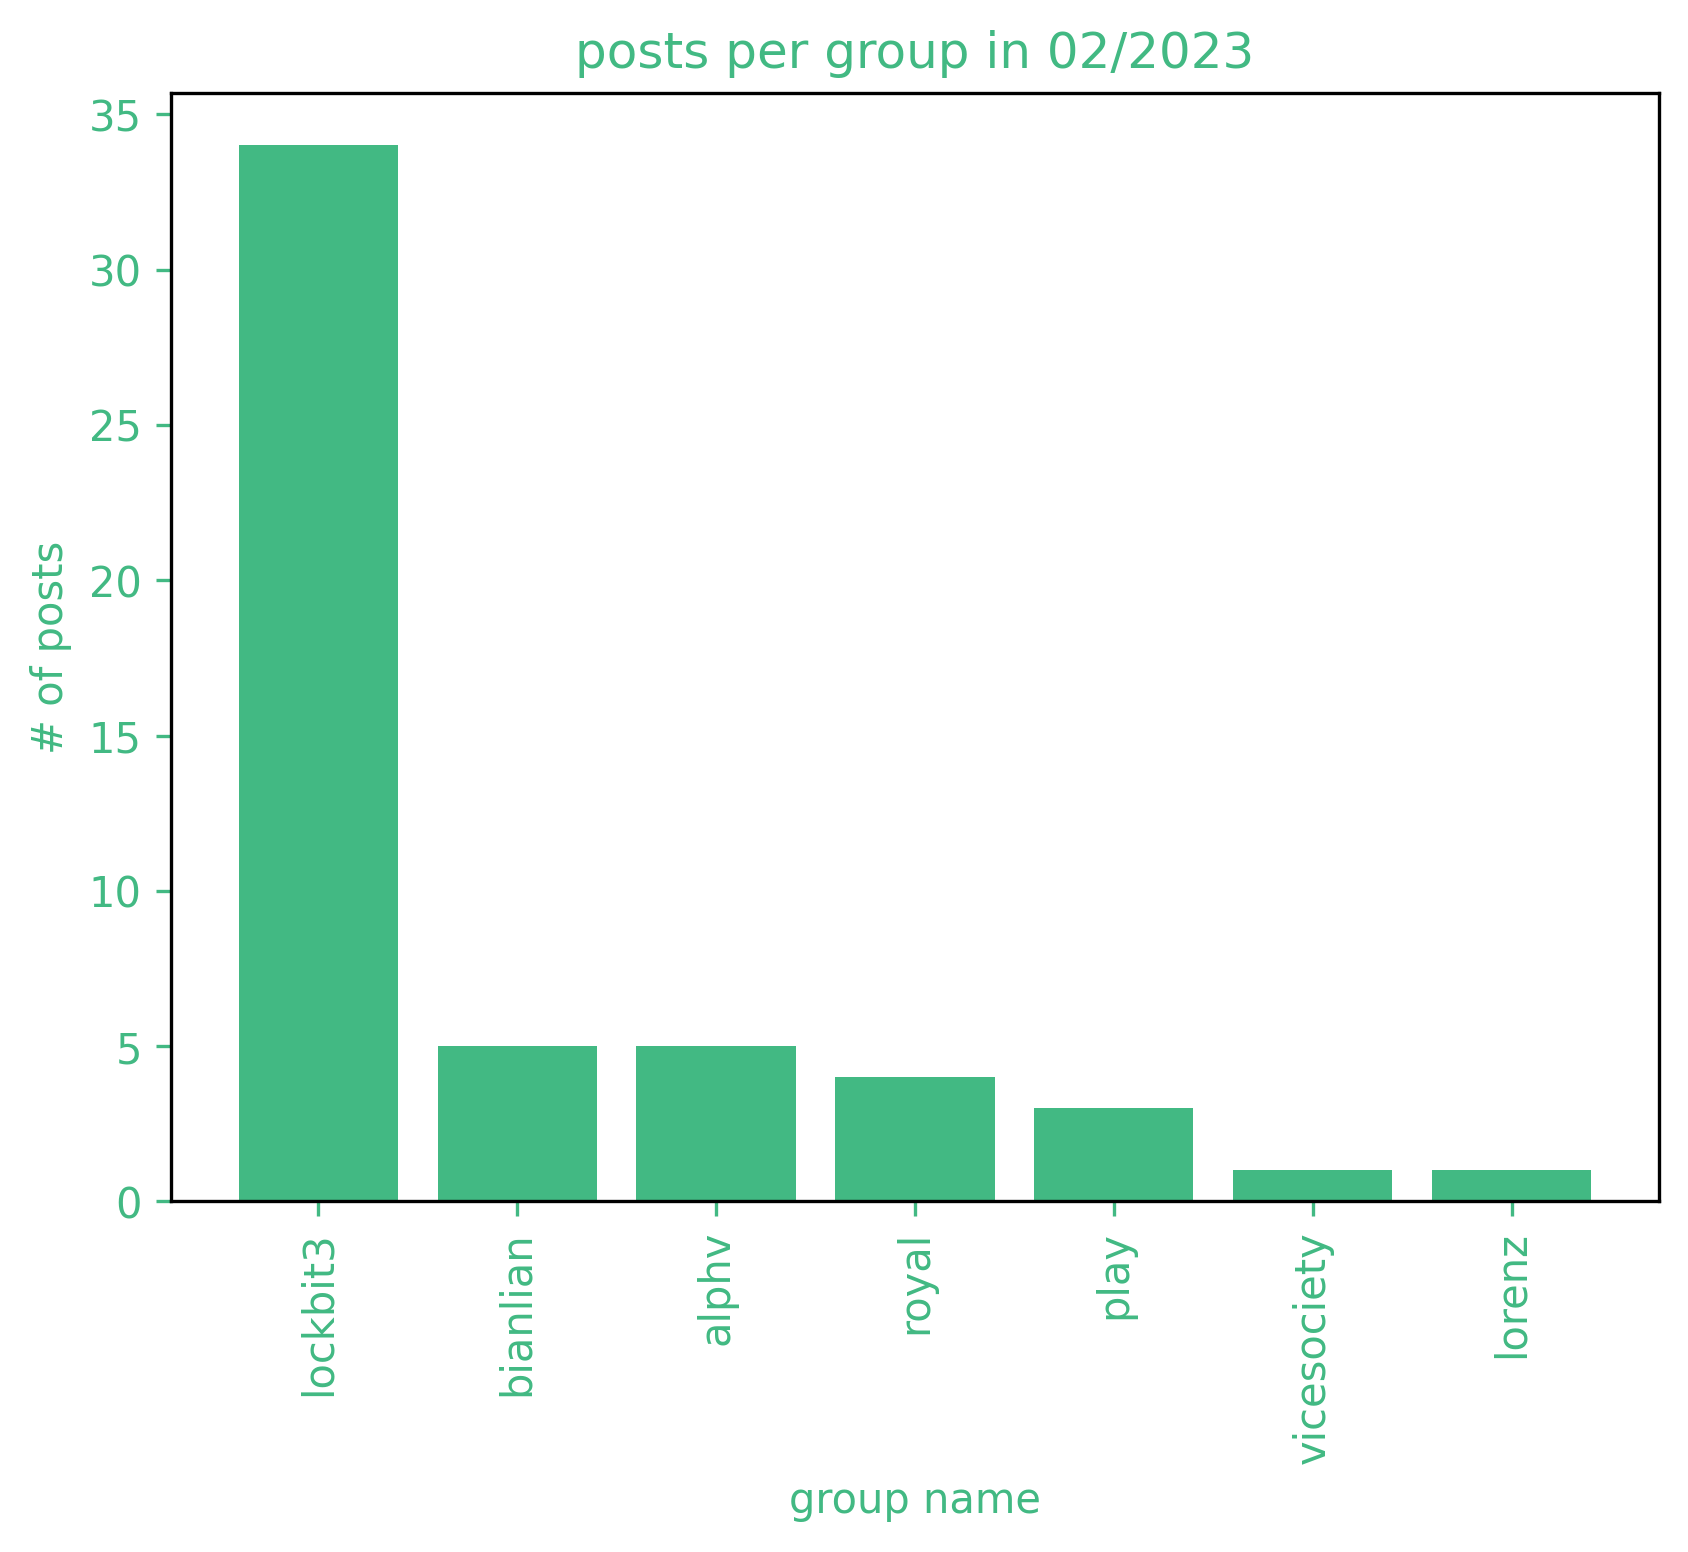 posts per group in 02/2023
# of posts
35
30
25
20
15
10
5
0
lockbit3
bianlian
alphv
royal
play
vicesociety
lorenz
group name